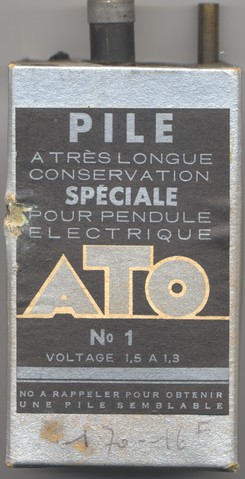 PILE
A TRÈS LONGUE
CONSERVATION
SPÉCIALE
POUR PENDULE
ELECTRIQUE
ATO
No 1
VOLTAGE 1,5 A 1,3
NO A RAPPELER POUR OBTENIR
UNE PILE SEMBLABLE